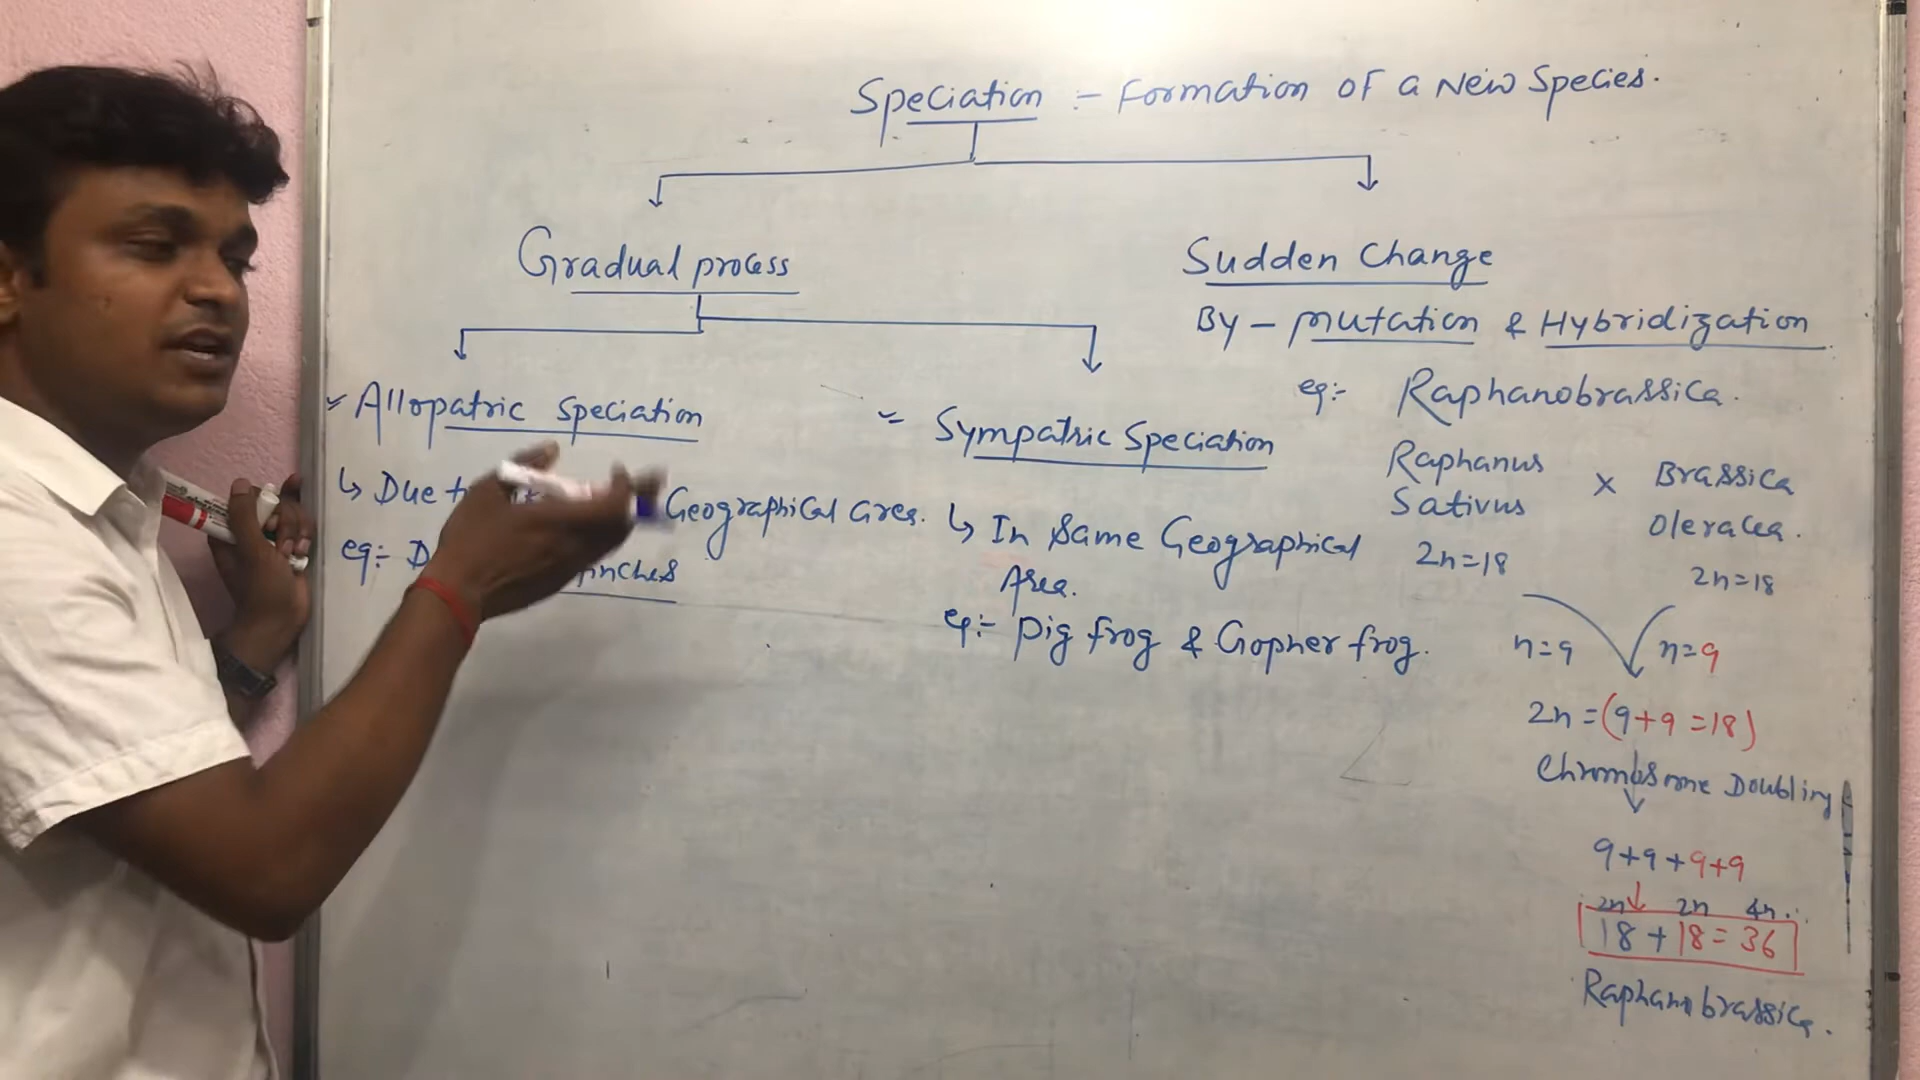 Speciation :- Formation of a New Species.
Gradual process
Sudden Change
By - Mutation & Hybridization
eg:- Raphanobrassica.
Allopatric Speciation
Sympatric Speciation
Raphanus
Sativus
2n=18
x
Brassica
Oleracea.
2n=18
↳ Due Geographical area.
eg:- finches
↳ In Same Geographical
Area.
eg:- Pig frog & Gopher frog.
n=9
n=9
2n=(9+9=18)
Chromosome Doubling
9+9+9+9
2n 2n 4n.
18+18=36
Raphanobrassica.